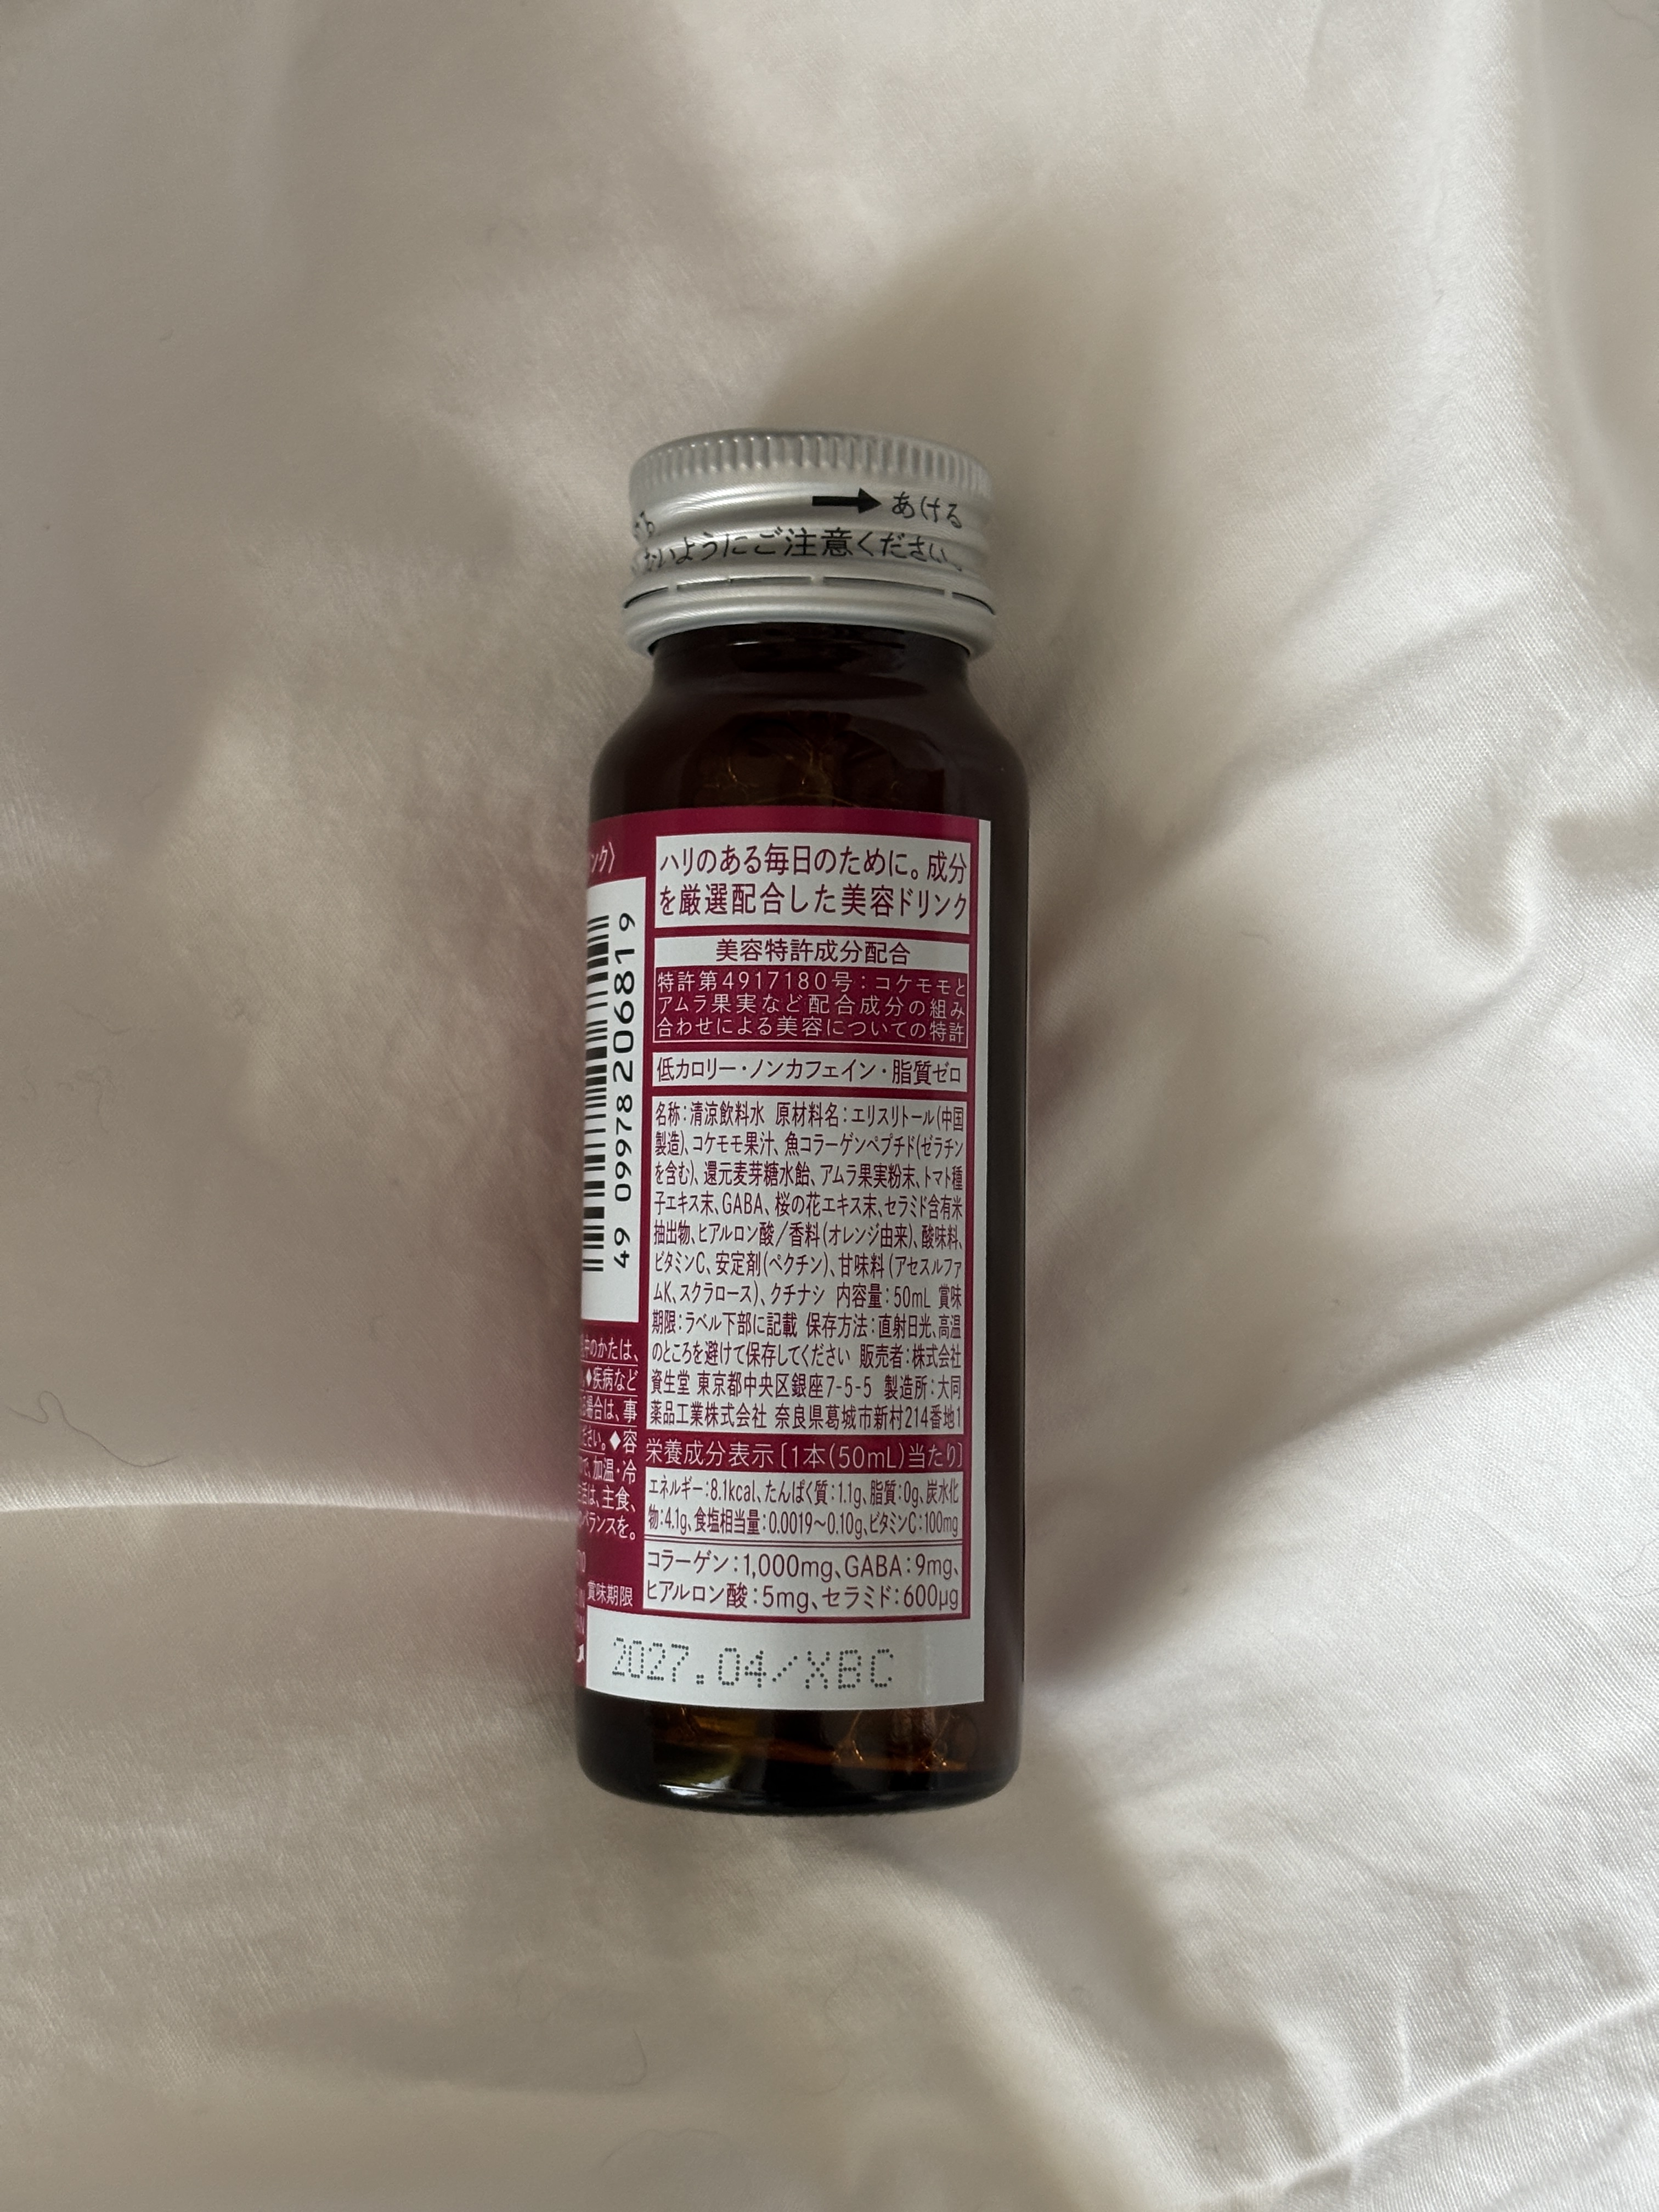 あける
ないようにご注意ください。
ハリのある毎日のために。成分
を厳選配合した美容ドリンク
美容特許成分配合
特許第4917180号：コケモモと
アムラ果実など配合成分の組み
合わせによる美容についての特許
低カロリー・ノンカフェイン・脂質ゼロ
名称：清涼飲料水 原材料名：エリスリトール（中国
製造）、コケモモ果汁、魚コラーゲンペプチド（ゼラチン
を含む）、還元麦芽糖水飴、アムラ果実粉末、トマト種
子エキス末、GABA、桜の花エキス末、セラミド含有米
抽出物、ヒアルロン酸／香料（オレンジ由来）、酸味料、
ビタミンC、安定剤（ペクチン）、甘味料（アセスルファ
ムK、スクラロース）、クチナシ 内容量：50mL 賞味
期限：ラベル下部に記載 保存方法：直射日光、高温
のところを避けて保存してください 販売者：株式会社
資生堂 東京都中央区銀座7-5-5 製造所：大同
薬品工業株式会社 奈良県葛城市新村214番地1
栄養成分表示〔1本（50mL）当たり〕
エネルギー：8.1kcal、たんぱく質：1.1g、脂質：0g、炭水化
物：4.1g、食塩相当量：0.0019～0.10g、ビタミンC：100mg
コラーゲン：1,000mg、GABA：9mg、
ヒアルロン酸：5mg、セラミド：600μg
ンク〉
49 09978 206819
中のかたは、
◆疾病など
場合は、事
ださい。◆容
で、加温・冷
活は、主食、
バランスを。
賞味期限
2027.04/XBC